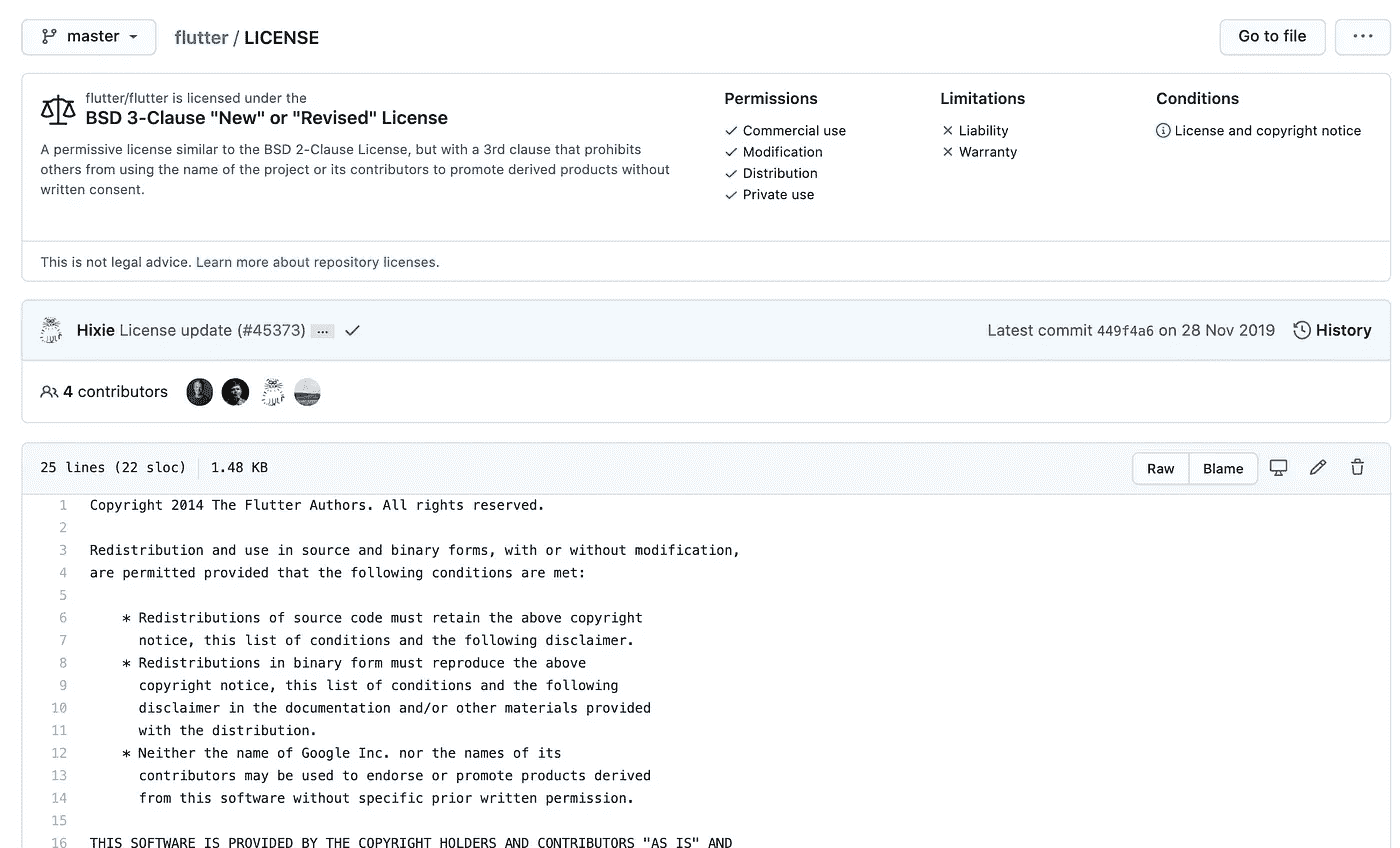 master
flutter / LICENSE
Go to file
...
flutter/flutter is licensed under the
BSD 3-Clause "New" or "Revised" License
A permissive license similar to the BSD 2-Clause License, but with a 3rd clause that prohibits
others from using the name of the project or its contributors to promote derived products without
written consent.
Permissions
Commercial use
Modification
Distribution
Private use
Limitations
Liability
Warranty
Conditions
License and copyright notice
This is not legal advice. Learn more about repository licenses.
Hixie License update (#45373) ...
Latest commit 449f4a6 on 28 Nov 2019
History
4 contributors
25 lines (22 sloc)
1.48 KB
Raw
Blame
1 Copyright 2014 The Flutter Authors. All rights reserved.
2
3 Redistribution and use in source and binary forms, with or without modification,
4 are permitted provided that the following conditions are met:
5
6 * Redistributions of source code must retain the above copyright
7 notice, this list of conditions and the following disclaimer.
8 * Redistributions in binary form must reproduce the above
9 copyright notice, this list of conditions and the following
10 disclaimer in the documentation and/or other materials provided
11 with the distribution.
12 * Neither the name of Google Inc. nor the names of its
13 contributors may be used to endorse or promote products derived
14 from this software without specific prior written permission.
15
16 THIS SOFTWARE IS PROVIDED BY THE COPYRIGHT HOLDERS AND CONTRIBUTORS "AS IS" AND